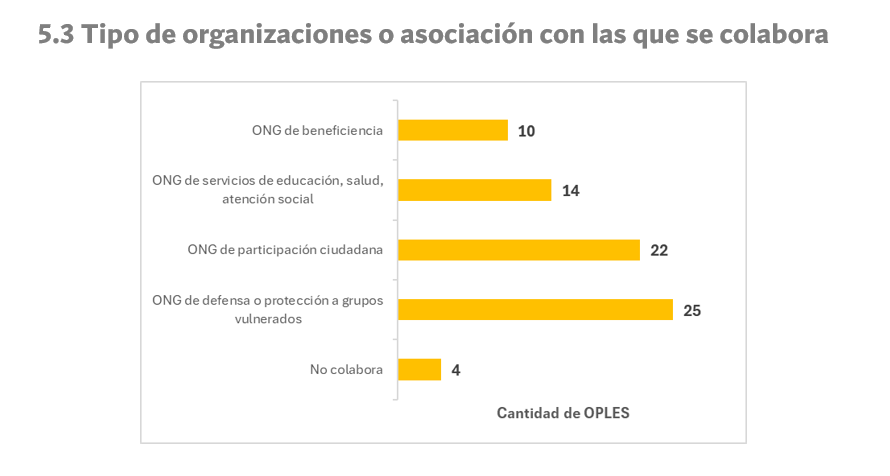 5.3 Tipo de organizaciones o asociación con las que se colabora
ONG de beneficiencia
10
ONG de servicios de educación, salud,
atención social
14
ONG de participación ciudadana
22
ONG de defensa o protección a grupos
vulnerados
25
No colabora
4
Cantidad de OPLES